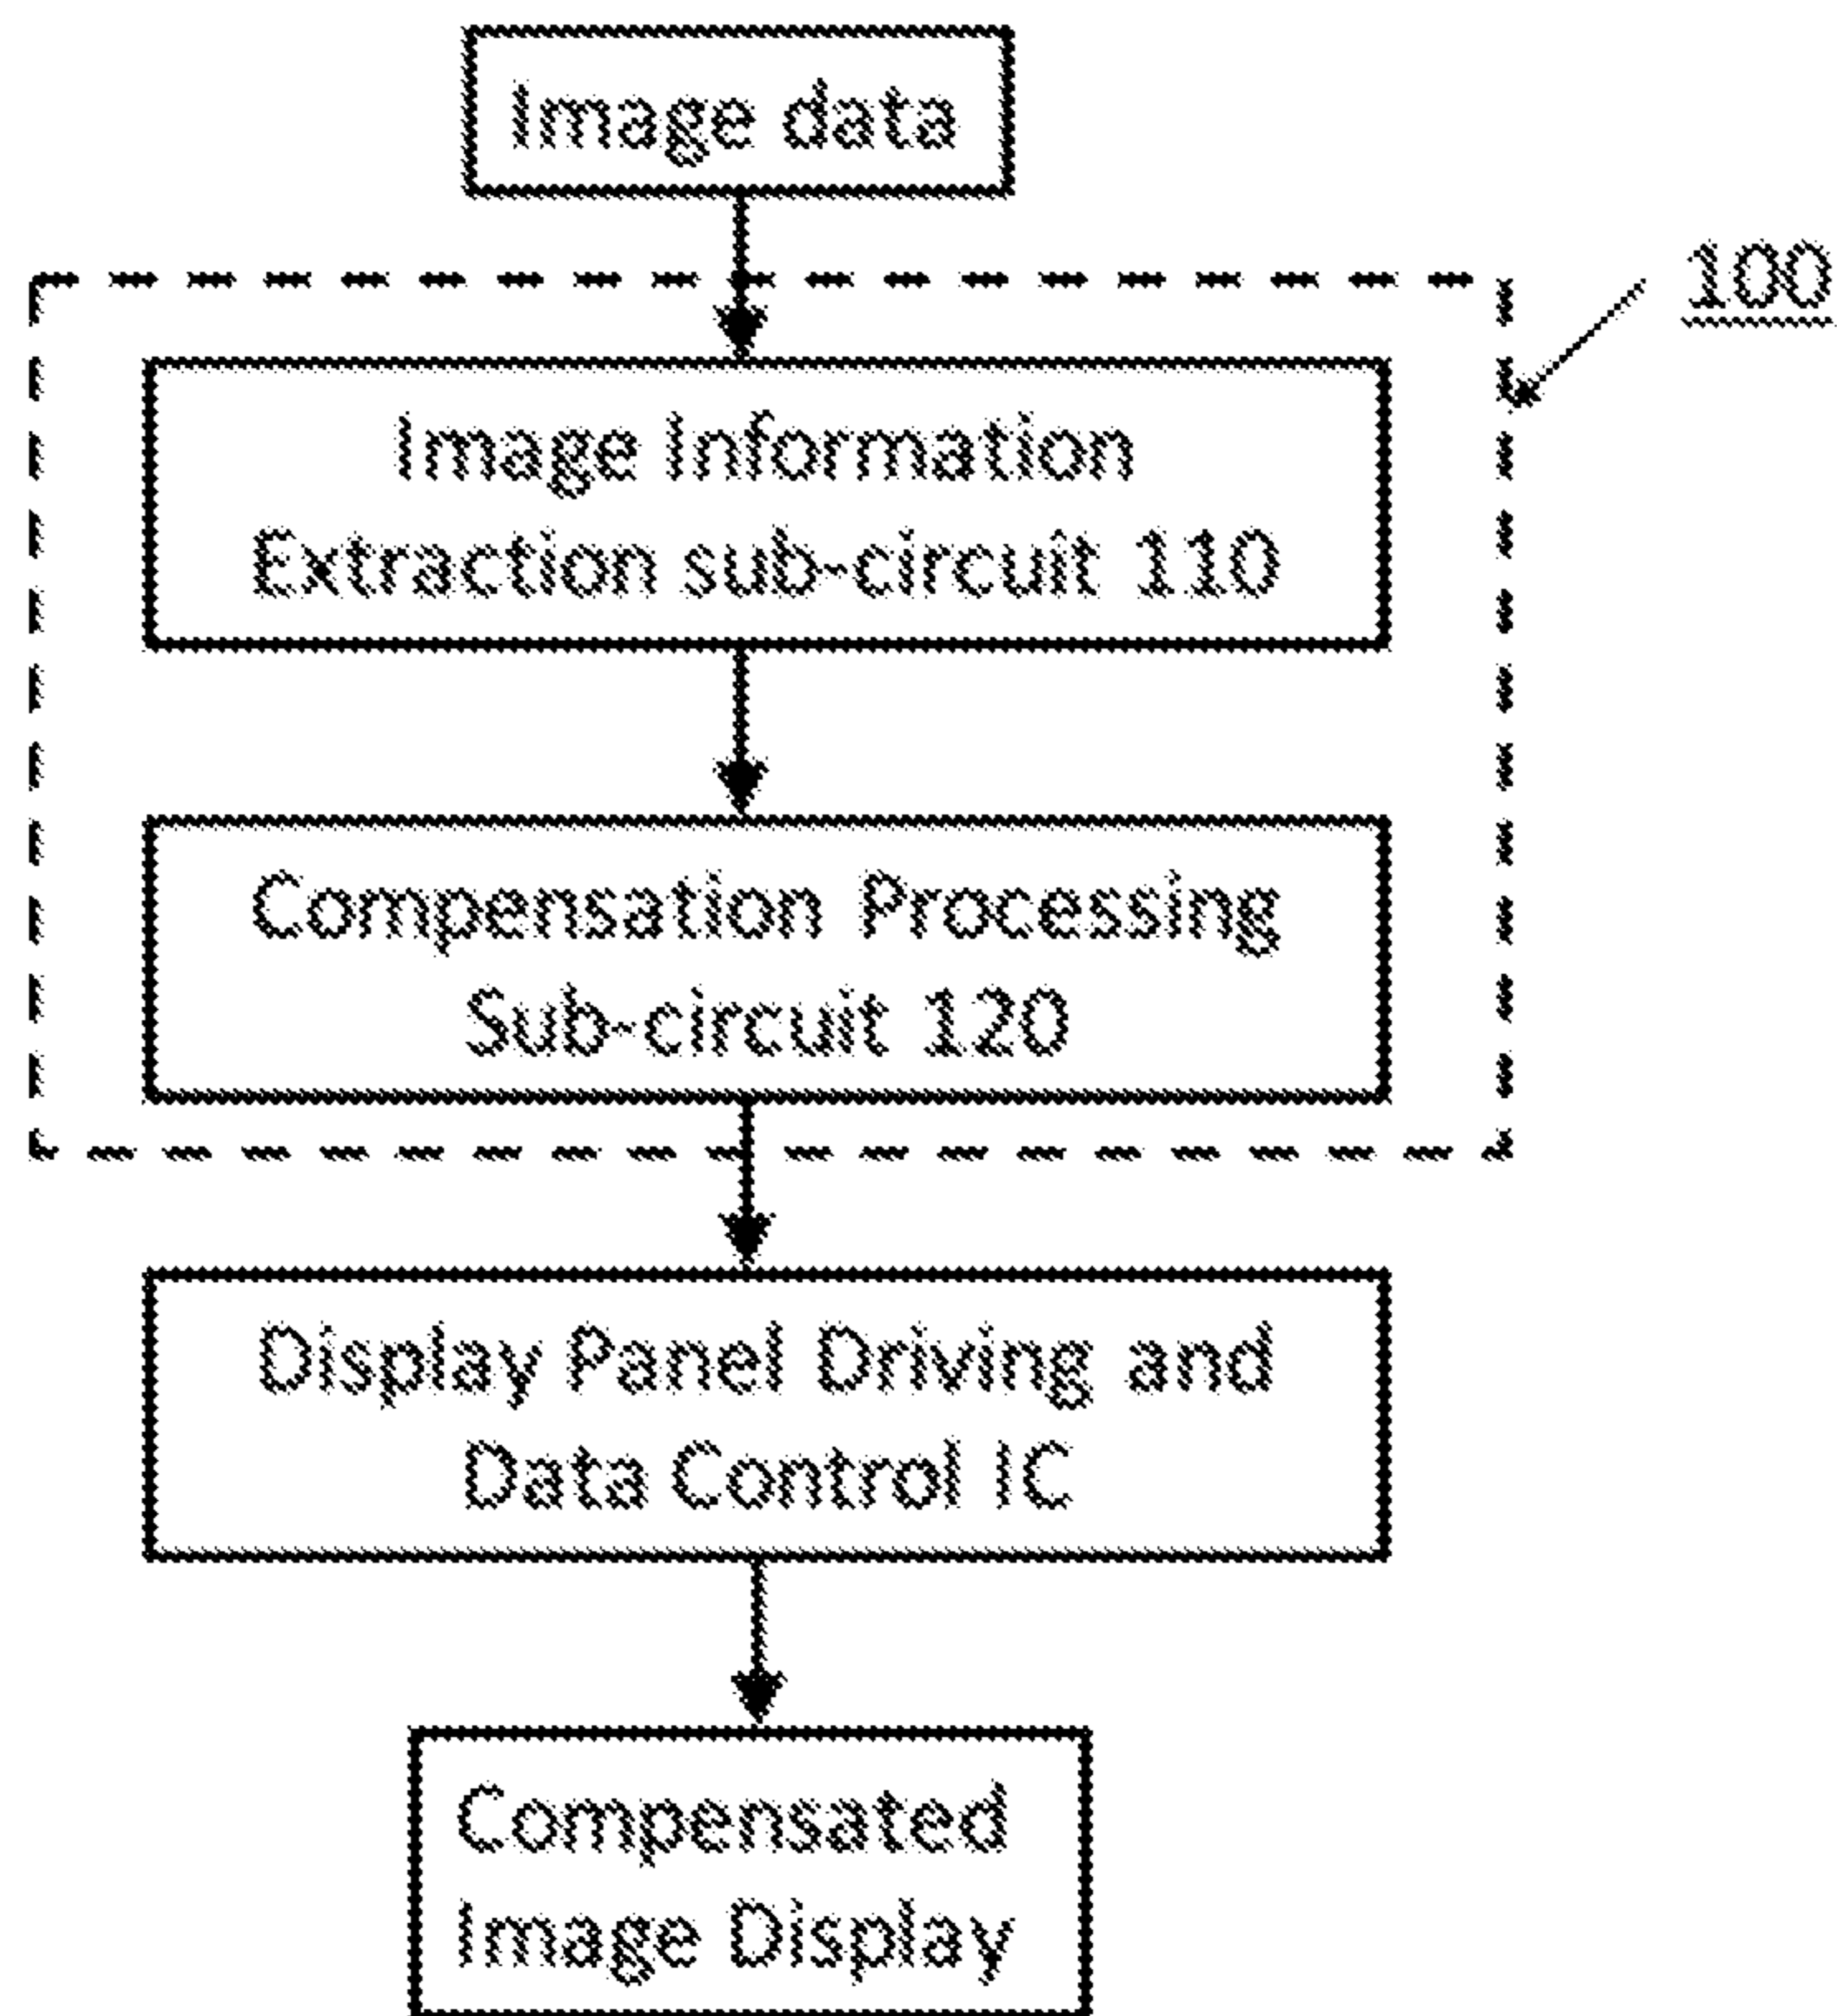 Image data
100
Image Information
Extraction sub-circuit 110
Compensation Processing
Sub-circuit 120
Display Panel Driving and
Data Control IC
Compensated
Image Display